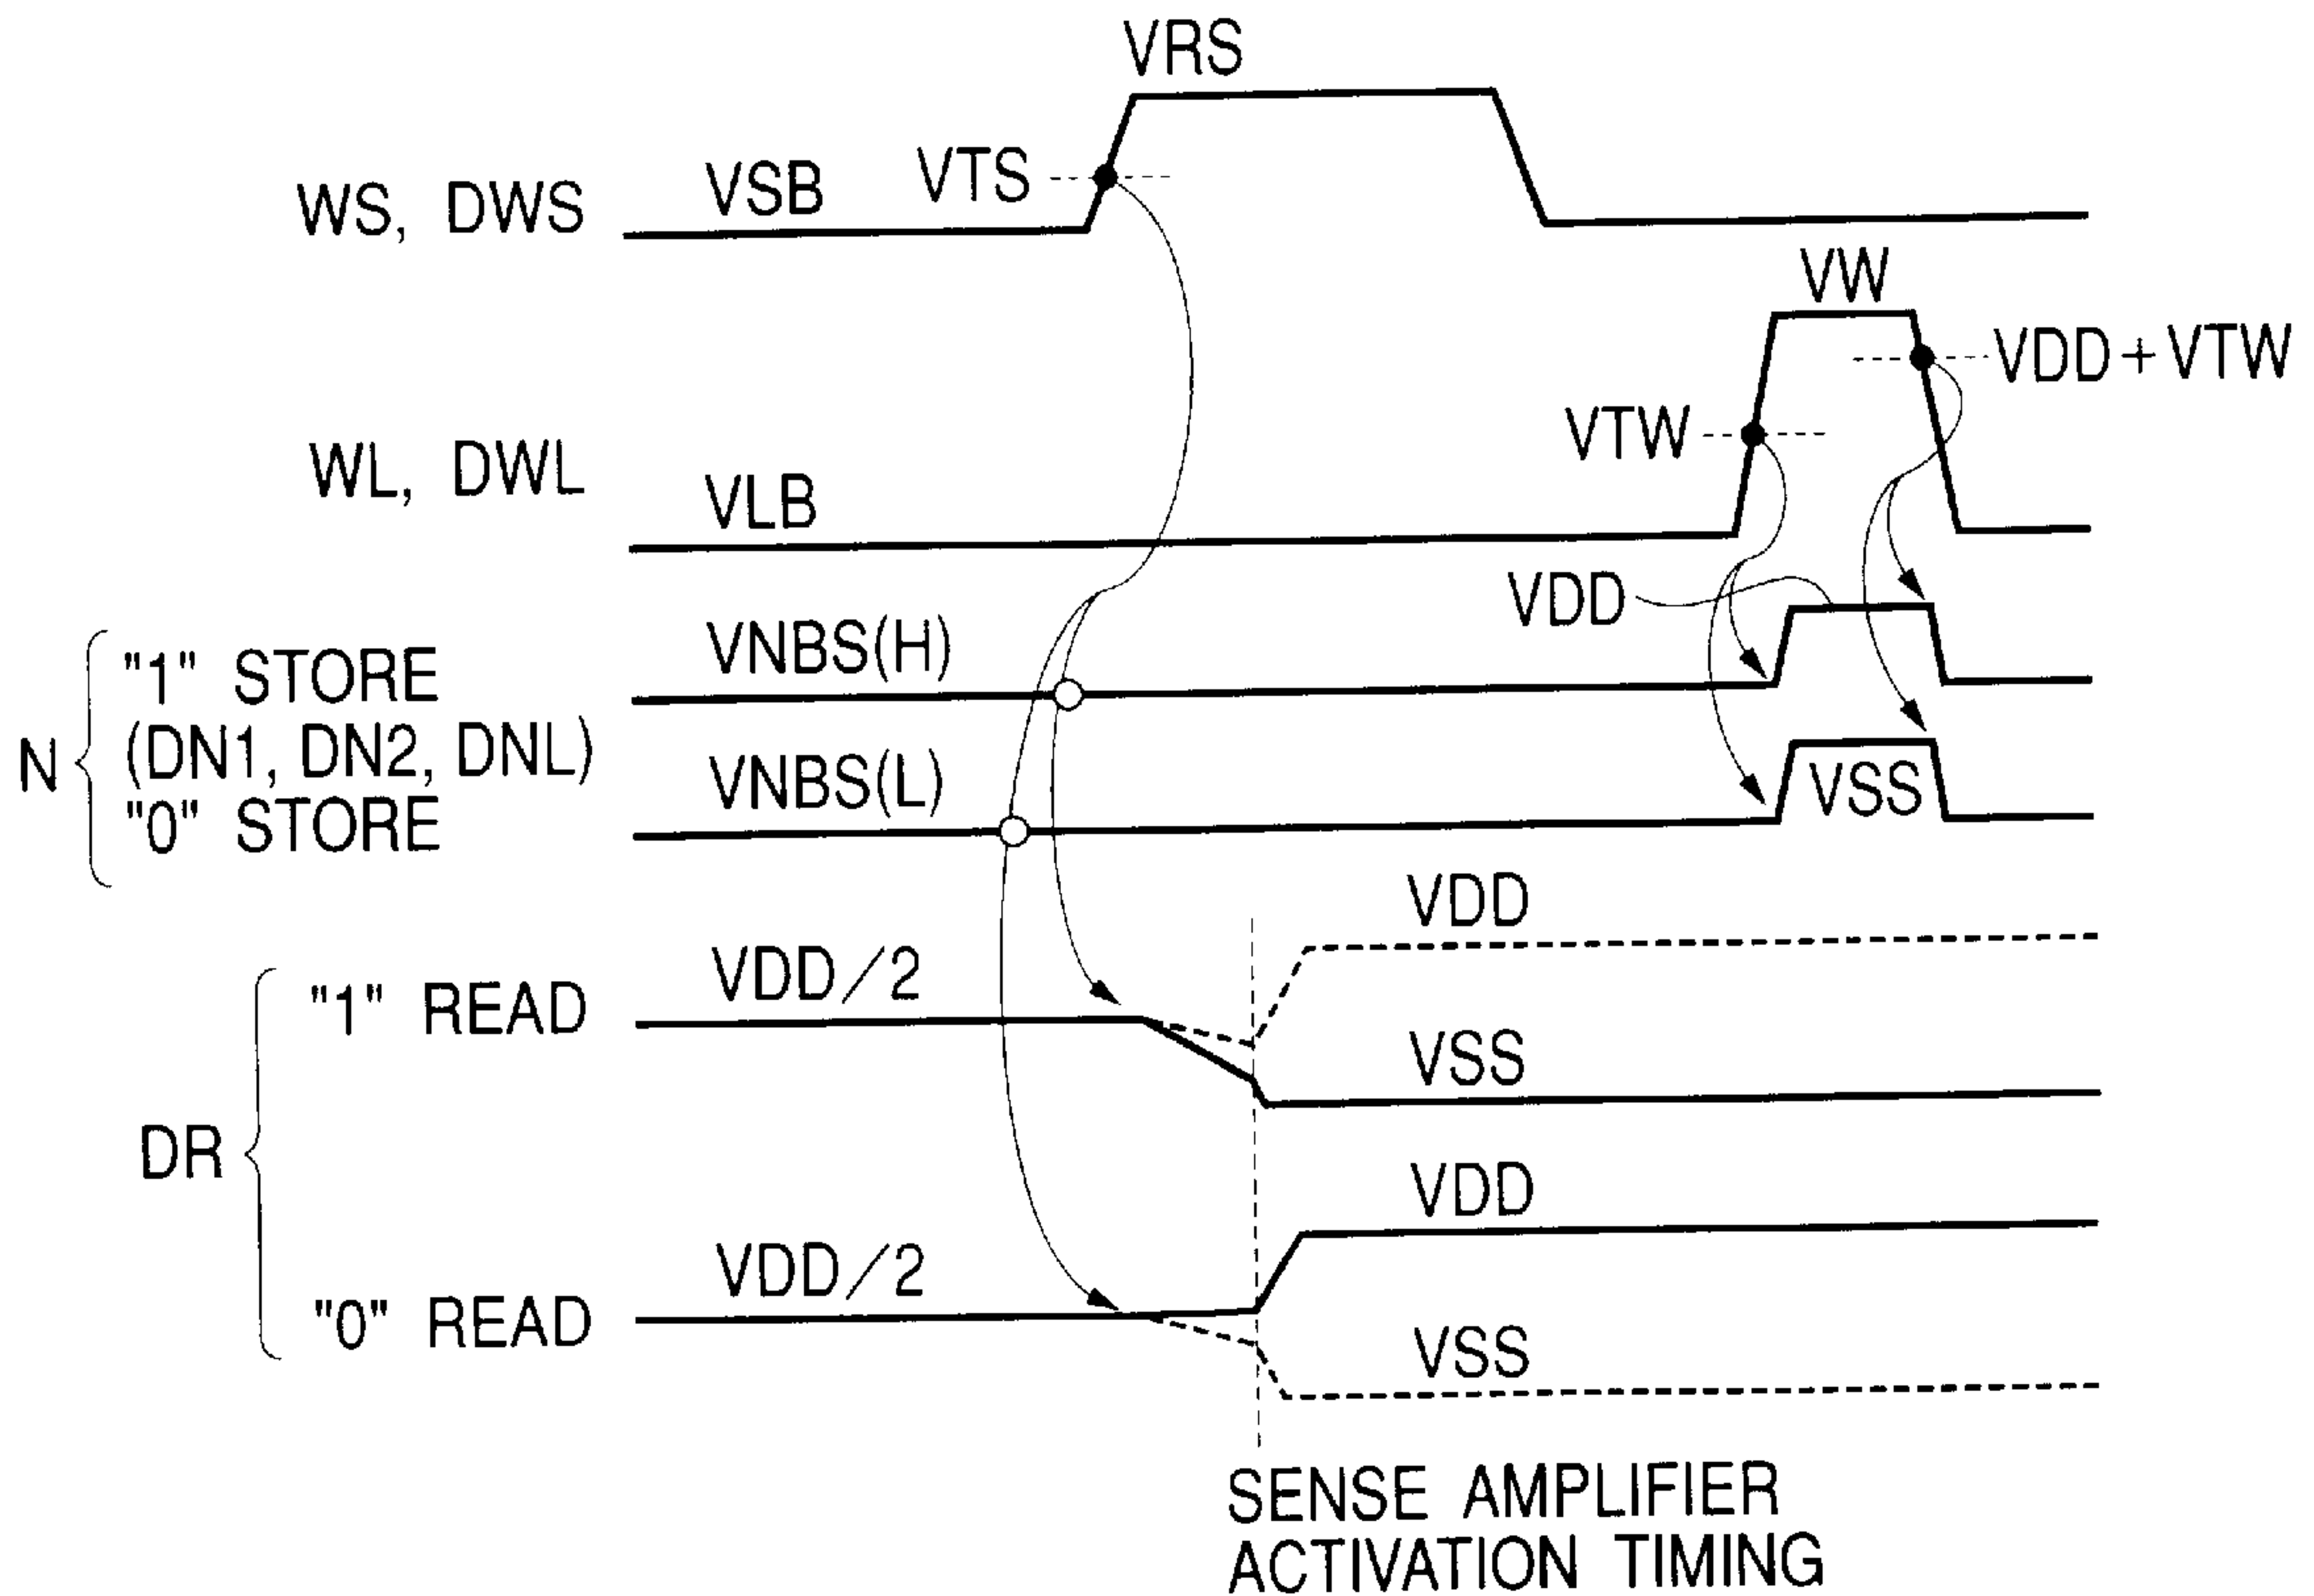 VRS
WS, DWS
VSB
VTS
VW
VDD+VTW
VTW
WL, DWL
VLB
VDD
N
"1" STORE
VNBS(H)
(DN1, DN2, DNL)
"0" STORE
VNBS(L)
VSS
VDD
DR
"1" READ
VDD/2
VSS
VDD
"0" READ
VDD/2
VSS
SENSE AMPLIFIER
ACTIVATION TIMING